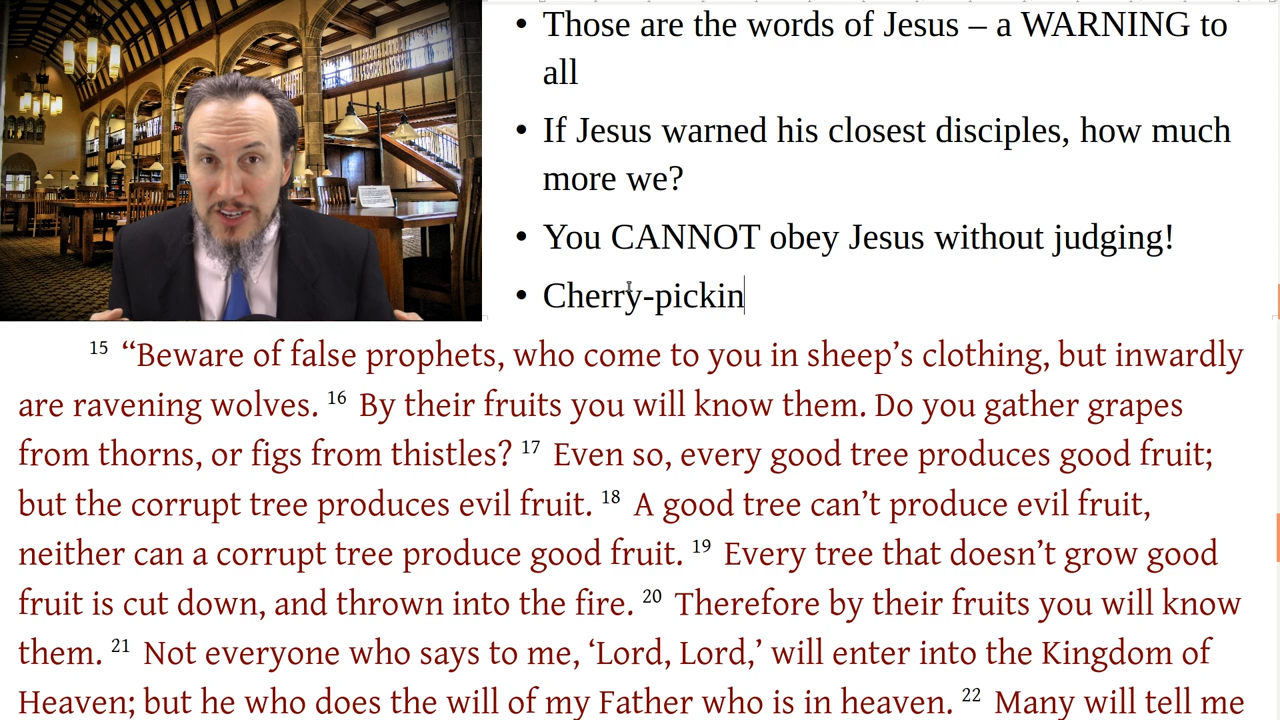 • Those are the words of Jesus – a WARNING to
all
• If Jesus warned his closest disciples, how much
more we?
• You CANNOT obey Jesus without judging!
• Cherry-pickin
15 “Beware of false prophets, who come to you in sheep’s clothing, but inwardly
are ravening wolves. 16 By their fruits you will know them. Do you gather grapes
from thorns, or figs from thistles? 17 Even so, every good tree produces good fruit;
but the corrupt tree produces evil fruit. 18 A good tree can’t produce evil fruit,
neither can a corrupt tree produce good fruit. 19 Every tree that doesn’t grow good
fruit is cut down, and thrown into the fire. 20 Therefore by their fruits you will know
them. 21 Not everyone who says to me, ‘Lord, Lord,’ will enter into the Kingdom of
Heaven; but he who does the will of my Father who is in heaven. 22 Many will tell me